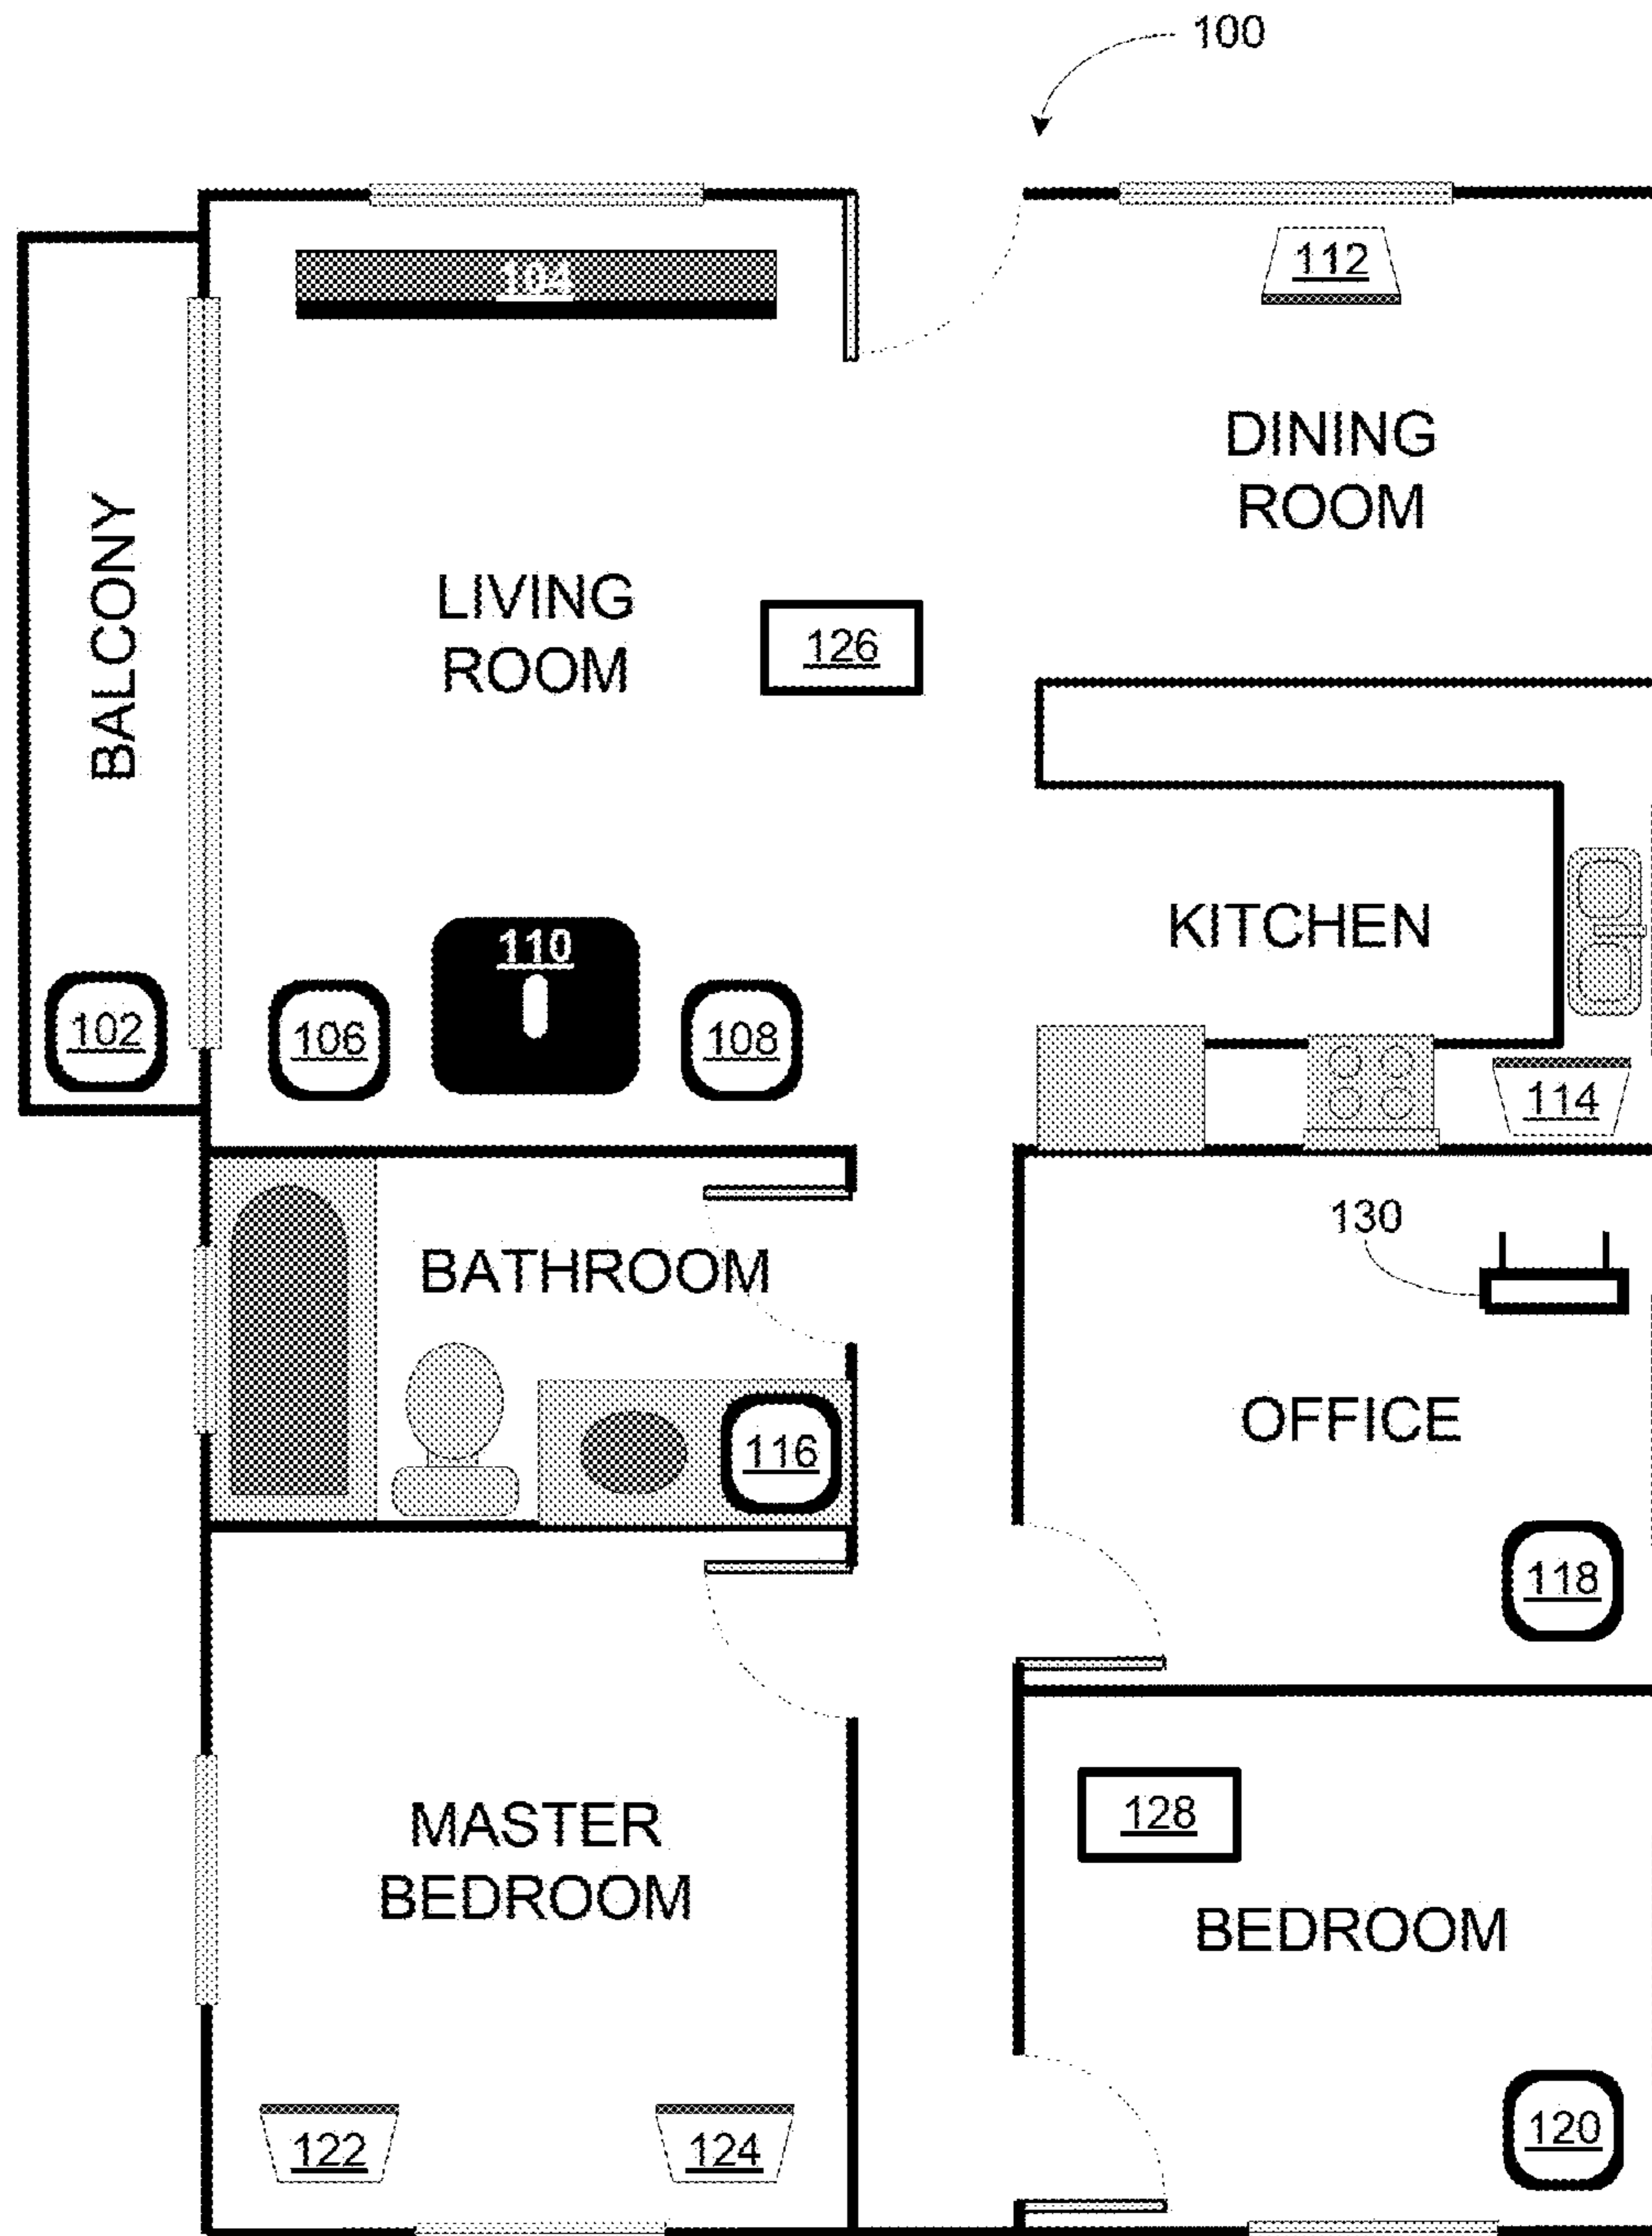 100
104
112
DINING
ROOM
BALCONY
LIVING
ROOM
126
KITCHEN
110
102
106
108
114
130
BATHROOM
OFFICE
116
118
MASTER
BEDROOM
128
BEDROOM
122
124
120